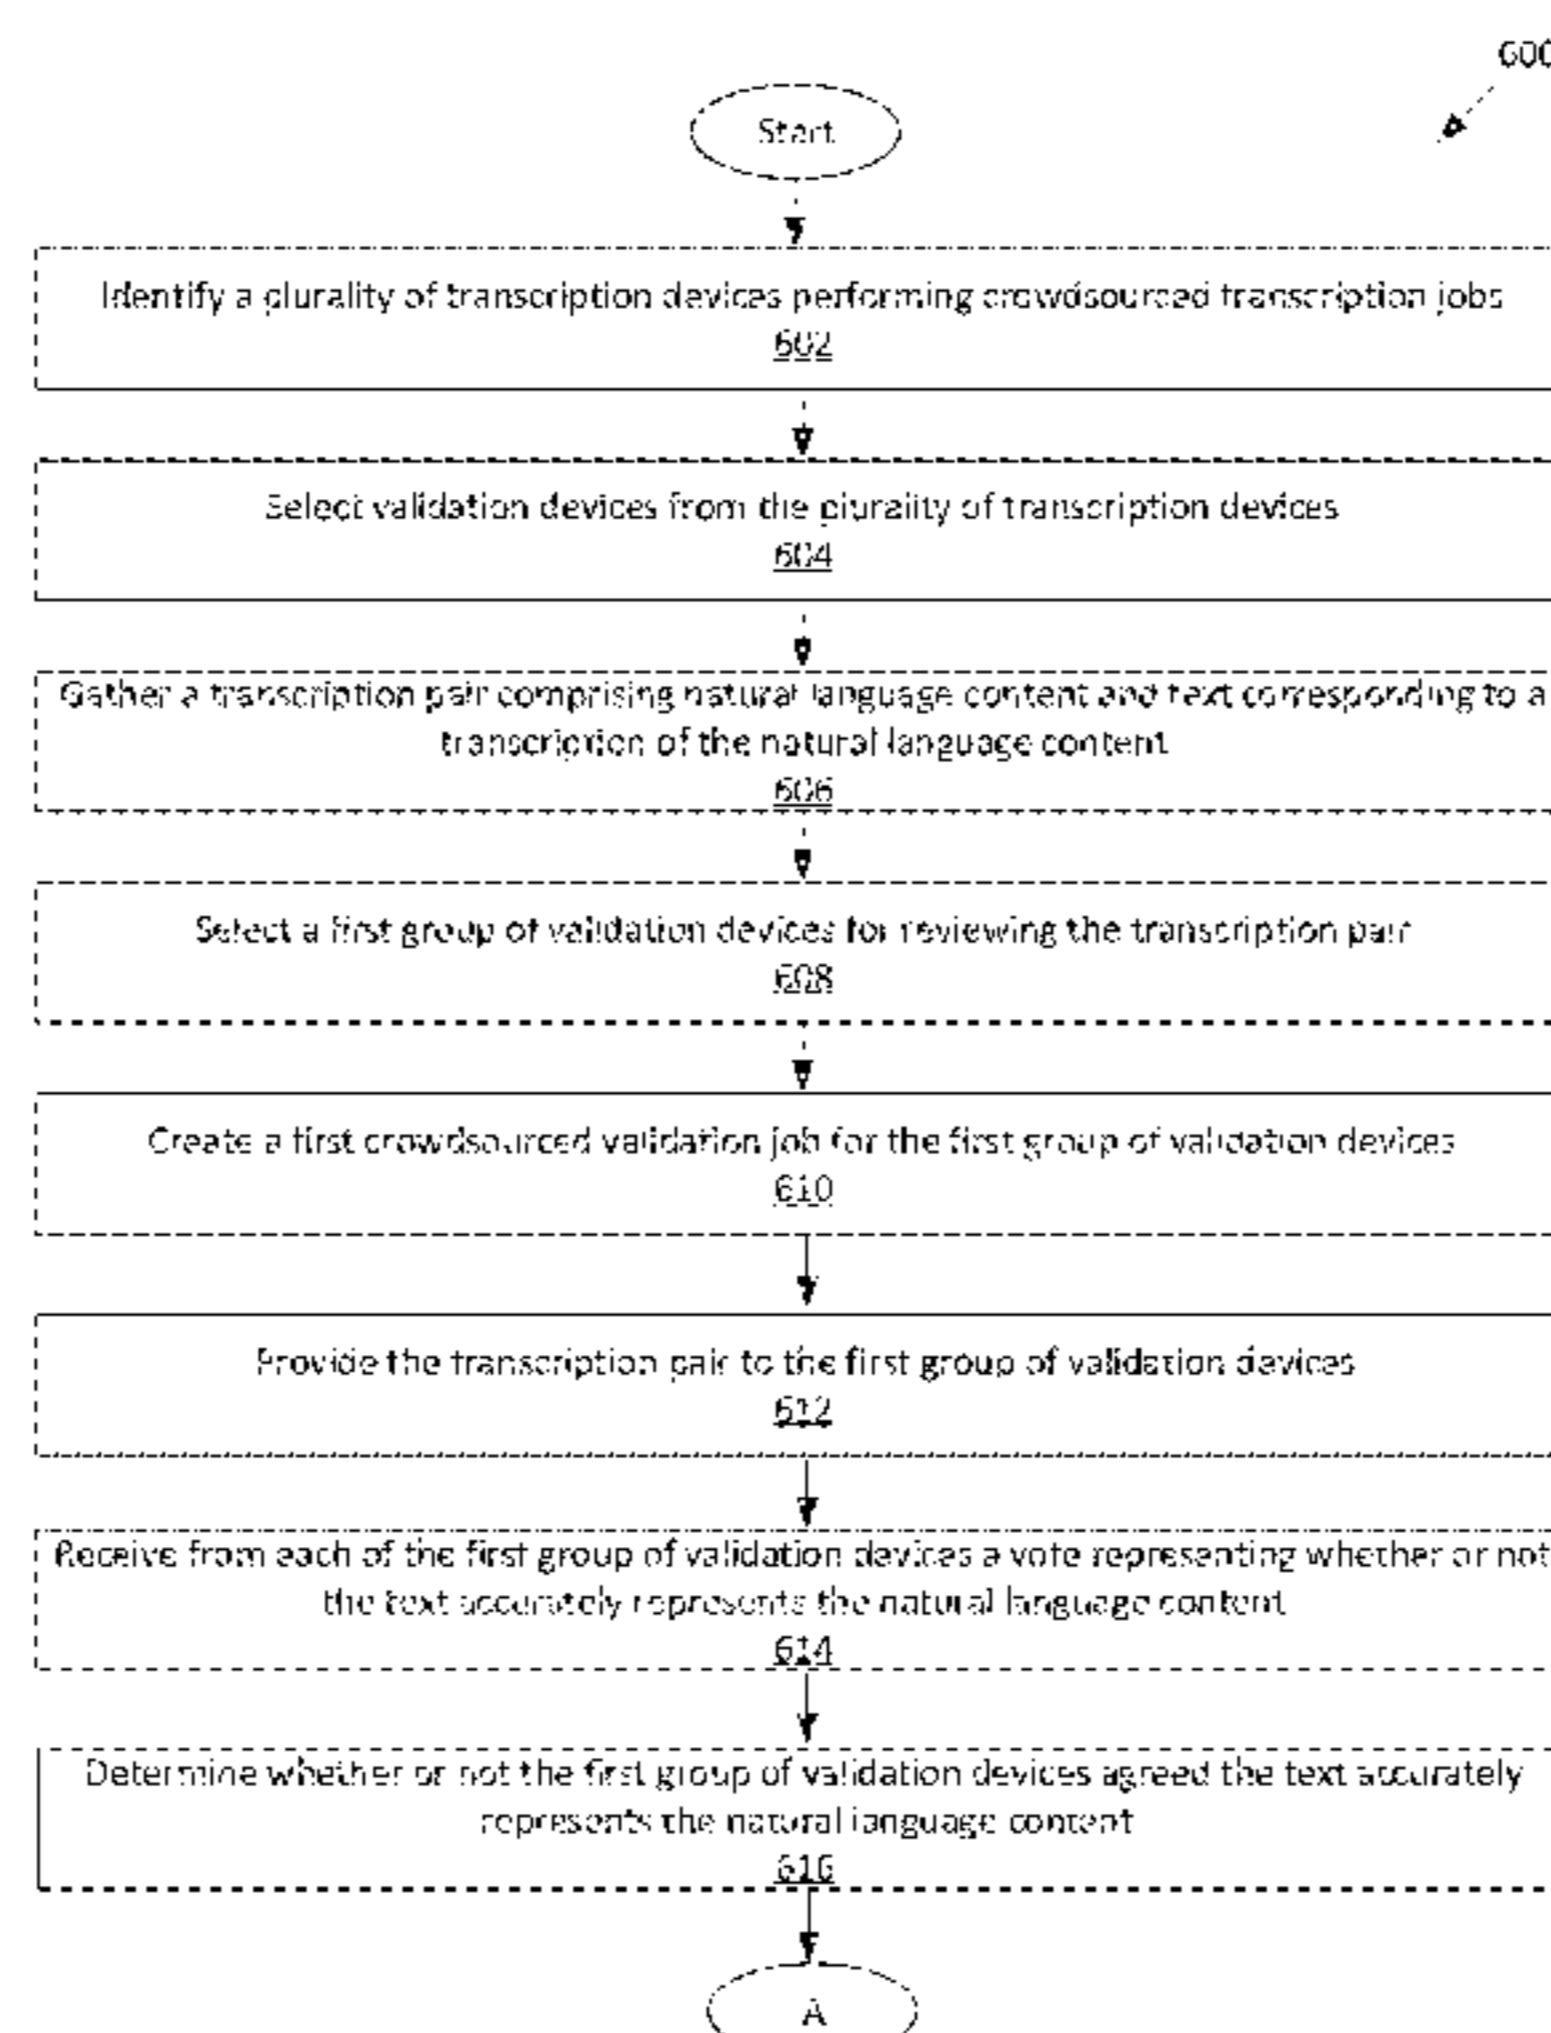 600
Start
Identify a plurality of transcription devices performing crowdsourced transcription jobs
602
Select validation devices from the plurality of transcription devices
604
Gather a transcription pair comprising natural language content and text corresponding to a
transcription of the natural language content
606
Select a first group of validation devices for reviewing the transcription pair
608
Create a first crowdsourced validation job for the first group of validation devices
610
Provide the transcription pair to the first group of validation devices
612
Receive from each of the first group of validation devices a vote representing whether or not
the text accurately represents the natural language content
614
Determine whether or not the first group of validation devices agreed the text accurately
represents the natural language content
616
A